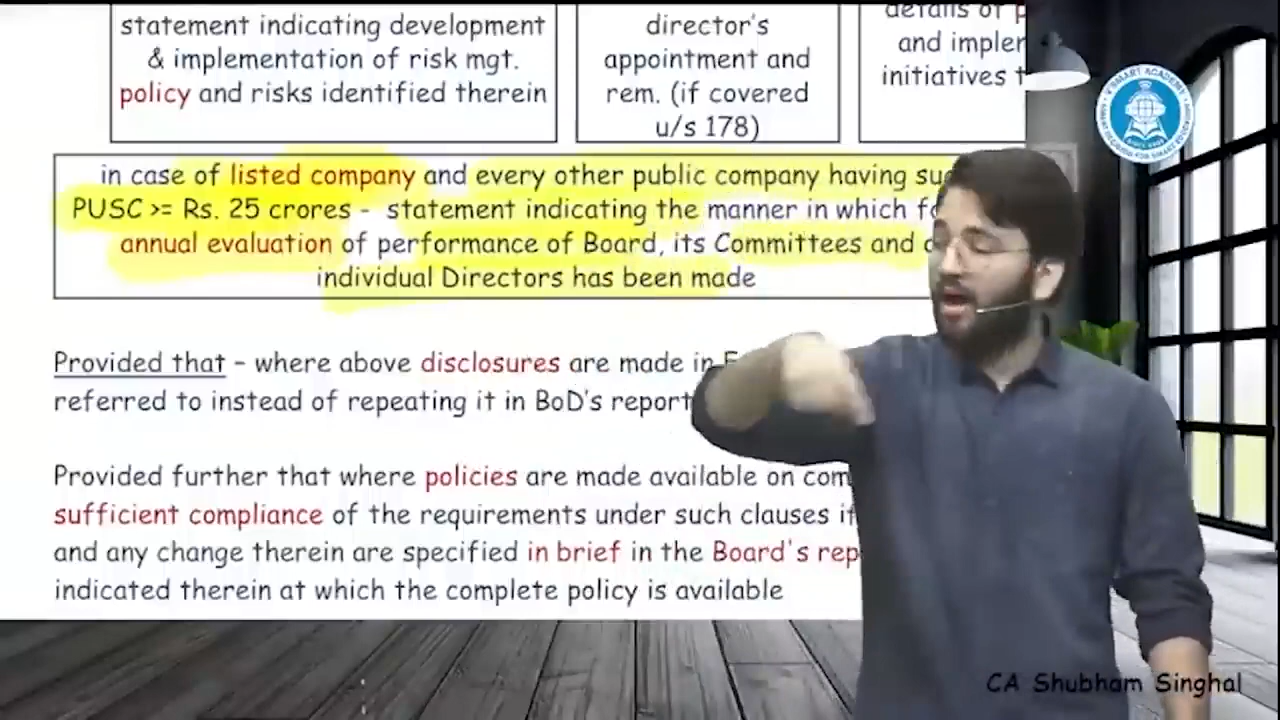 statement indicating development
& implementation of risk mgt.
policy and risks identified therein
director's
appointment and
rem. (if covered
u/s 178)
details of
and
initiatives
in case of listed company and every other public company having
PUSC >= Rs. 25 crores - statement indicating the manner in which
annual evaluation of performance of Board, its Committees and
individual Directors has been made
Provided that – where above disclosures are made in
referred to instead of repeating it in BoD's report
Provided further that where policies are made available on
sufficient compliance of the requirements under such clauses
and any change therein are specified in brief in the Board's
indicated therein at which the complete policy is available
CA Shubham Singhal